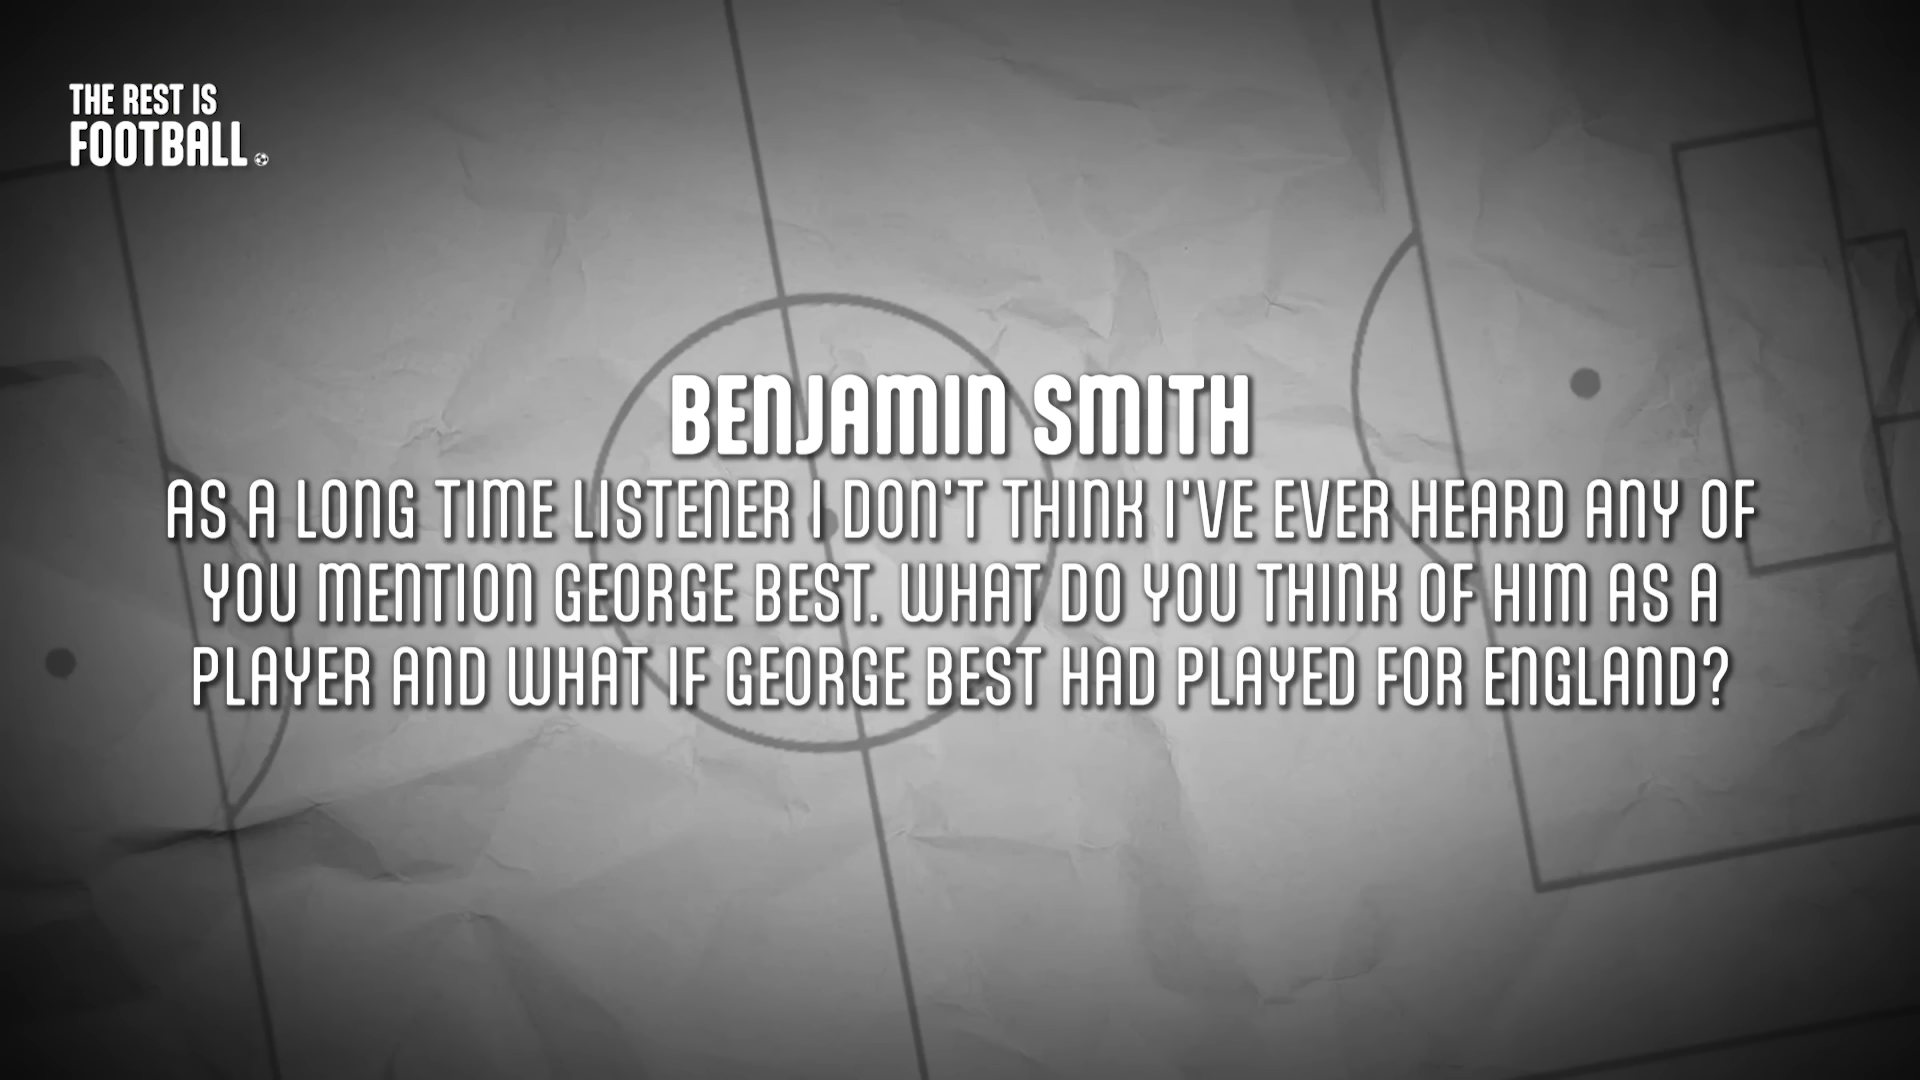 THE REST IS
FOOTBALL
BENJAMIN SMITH
AS A LONG TIME LISTENER I DON'T THINK I'VE EVER HEARD ANY OF
YOU MENTION GEORGE BEST. WHAT DO YOU THINK OF HIM AS A
PLAYER AND WHAT IF GEORGE BEST HAD PLAYED FOR ENGLAND?